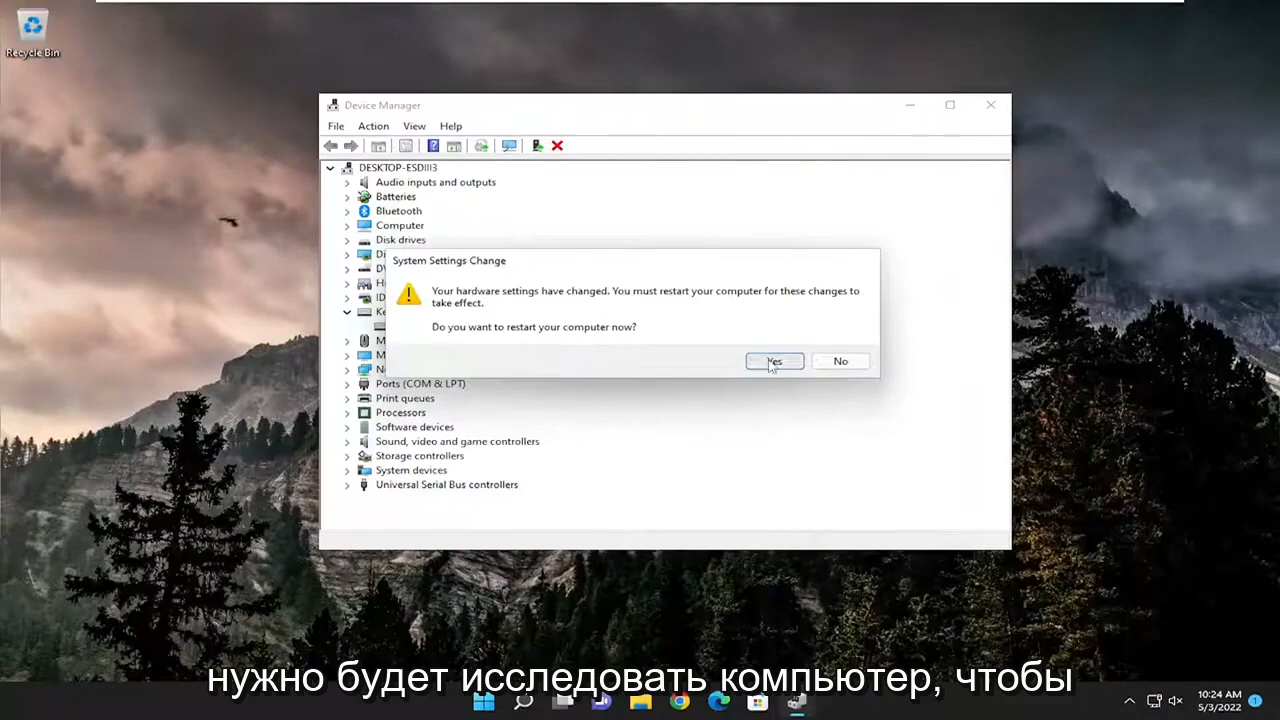 Recycle Bin
Device Manager
File Action View Help
DESKTOP-ESDIII3
Audio inputs and outputs
Batteries
Bluetooth
Computer
Disk drives
System Settings Change
Your hardware settings have changed. You must restart your computer for these changes to
take effect.
Do you want to restart your computer now?
Yes No
Ports (COM & LPT)
Print queues
Processors
Software devices
Sound, video and game controllers
Storage controllers
System devices
Universal Serial Bus controllers
нужно будет исследовать компьютер, чтобы
10:24 AM
5/3/2022
1